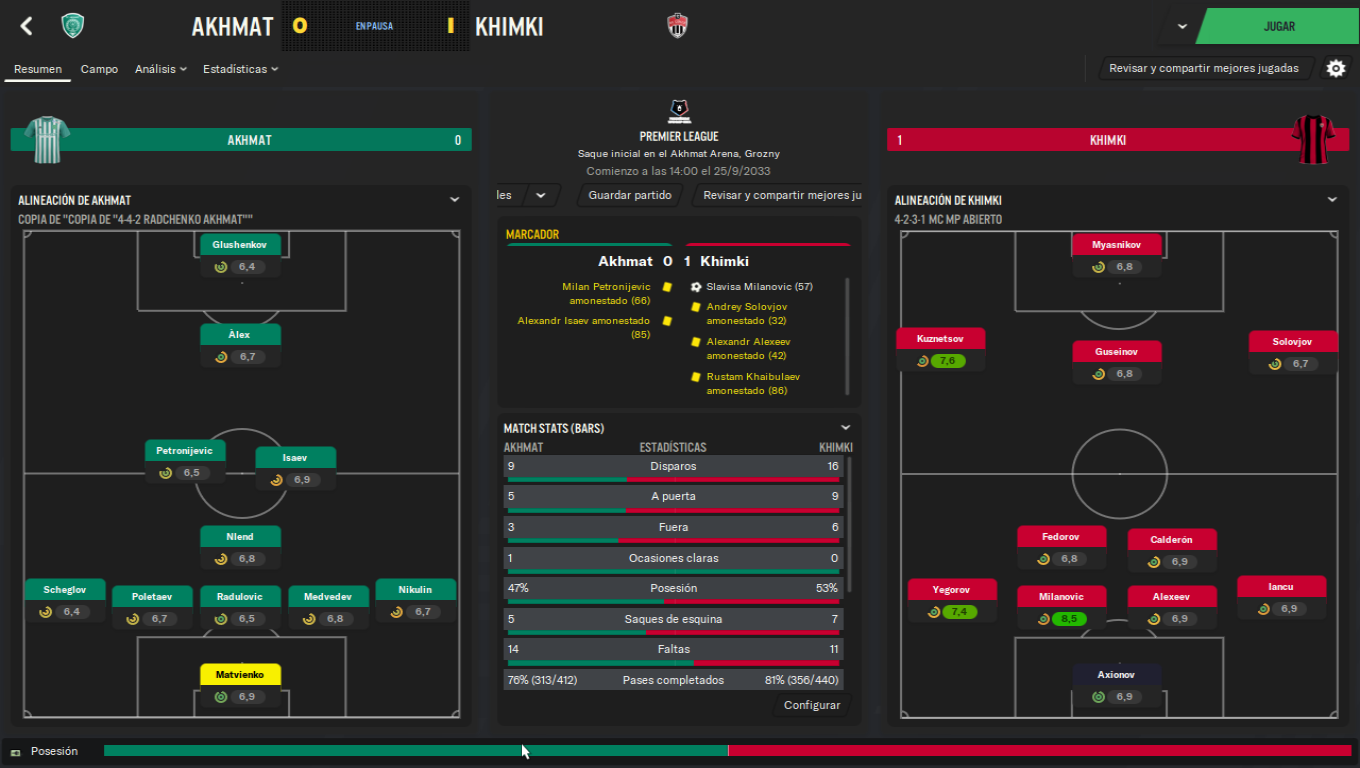 AKHMAT 0 EN PAUSA 1 KHIMKI
JUGAR
Resumen Campo Análisis Estadísticas
Revisar y compartir mejores jugadas
AKHMAT 0
PREMIER LEAGUE
Saque inicial en el Akhmat Arena, Grozny
Comienzo a las 14:00 el 25/9/2033
1 KHIMKI
les Guardar partido Revisar y compartir mejores ju
ALINEACIÓN DE AKHMAT
COPIA DE "COPIA DE "4-4-2 RADCHENKO AKHMAT""
Glushenkov
6,4
Àlex
6,7
Petronijevic
6,5
Isaev
6,9
Nlend
6,8
Scheglov
6,4
Poletaev
6,7
Radulovic
6,5
Medvedev
6,8
Nikulin
6,7
Matvienko
6,9
MARCADOR
Akhmat 0 1 Khimki
Milan Petronijevic
amonestado (66)
Alexandr Isaev amonestado
(85)
Slavisa Milanovic (57)
Andrey Solovjov
amonestado (32)
Alexandr Alexeev
amonestado (42)
Rustam Khaibulaev
amonestado (86)
MATCH STATS (BARS)
AKHMAT ESTADÍSTICAS KHIMKI
9 Disparos 16
5 A puerta 9
3 Fuera 6
1 Ocasiones claras 0
47% Posesión 53%
5 Saques de esquina 7
14 Faltas 11
76% (313/412) Pases completados 81% (356/440)
Configurar
ALINEACIÓN DE KHIMKI
4-2-3-1 MC MP ABIERTO
Myasnikov
6,8
Kuznetsov
7,6
Guseinov
6,8
Solovjov
6,7
Fedorov
6,8
Calderón
6,9
Yegorov
7,4
Milanovic
8,5
Alexeev
6,9
Iancu
6,9
Axionov
6,9
Posesión